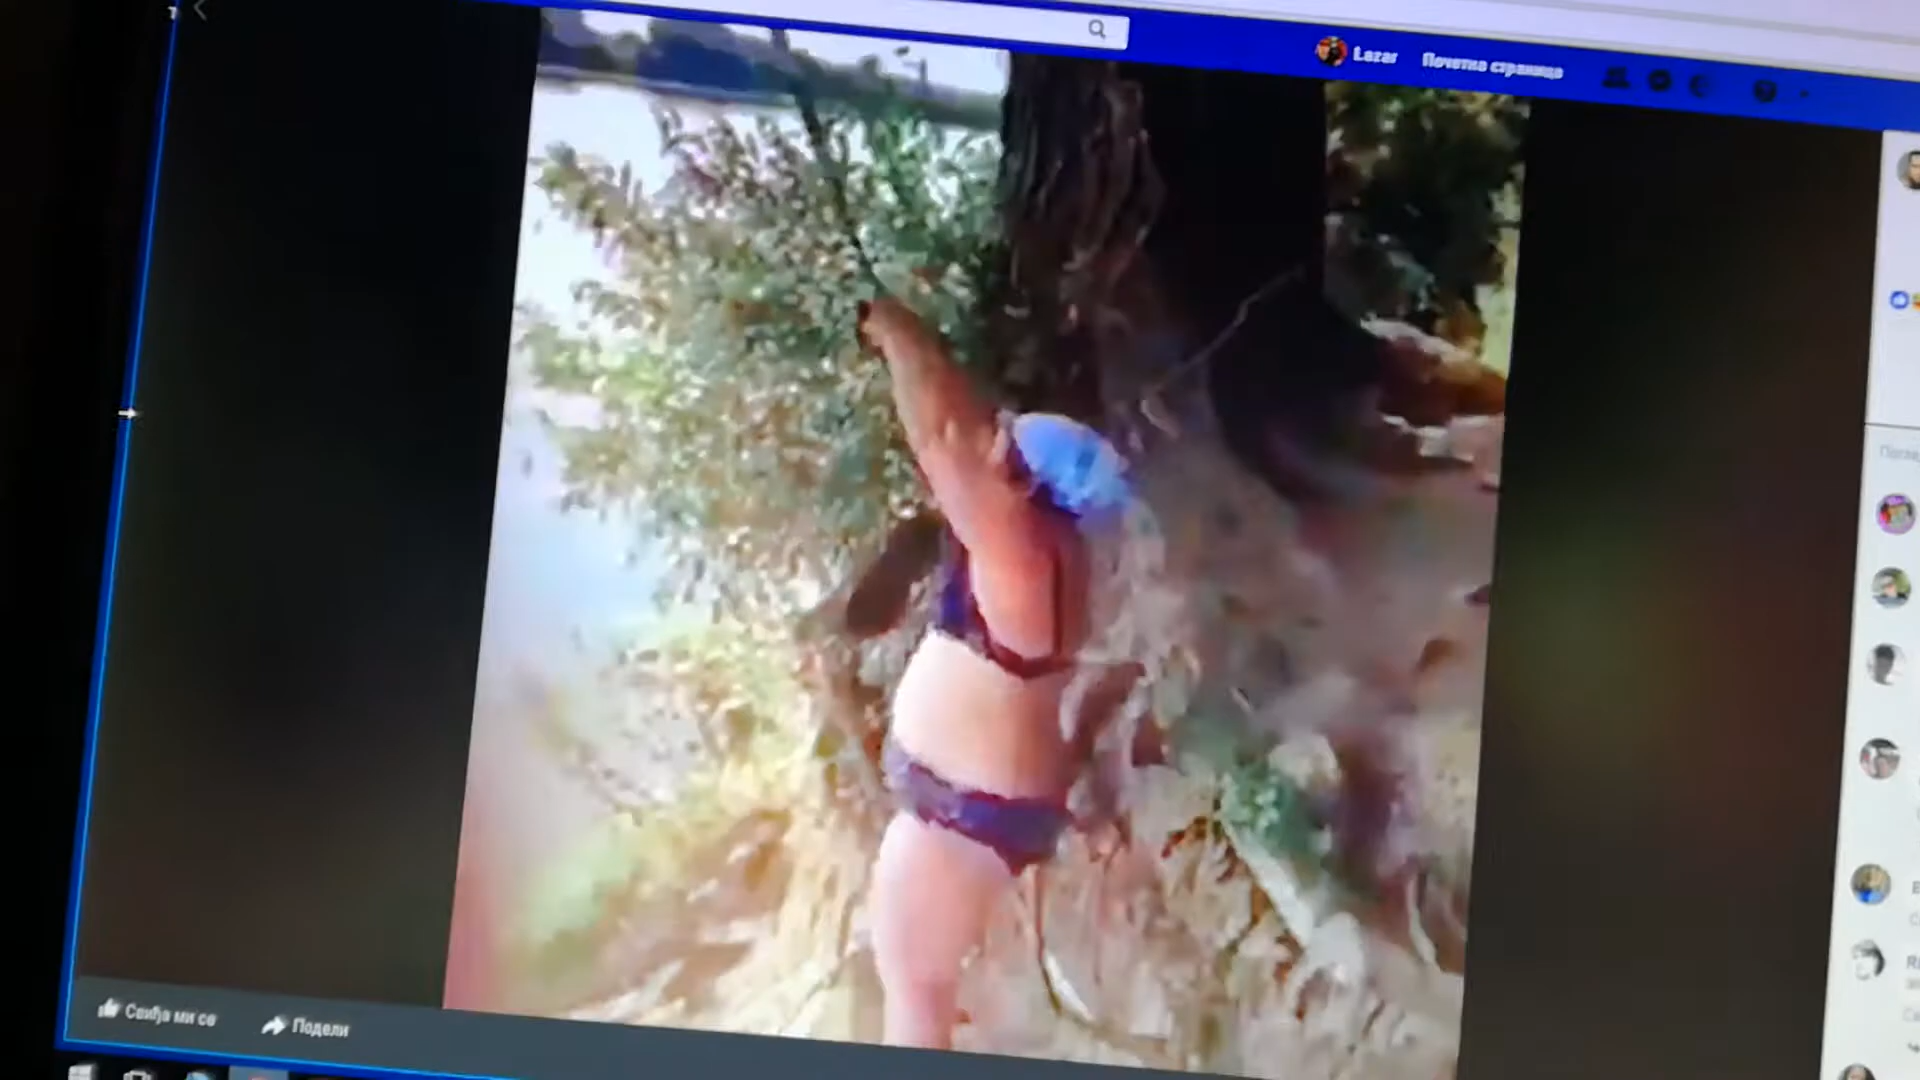 Lazar
Почетна страница
Свиђа ми се
Подели